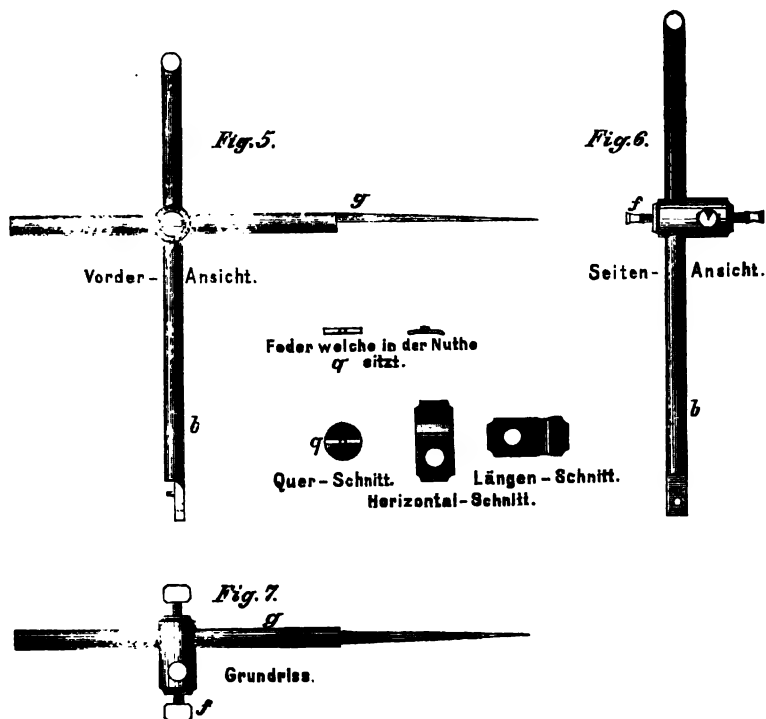 Fig. 5.
Fig. 6.
g
f
Vorder- Ansicht.
Seiten- Ansicht.
Feder welche in der Nuthe
q sitzt.
b
b
q
Quer-Schnitt.
Längen-Schnitt.
Horizontal-Schnitt.
Fig. 7.
g
Grundriss.
f